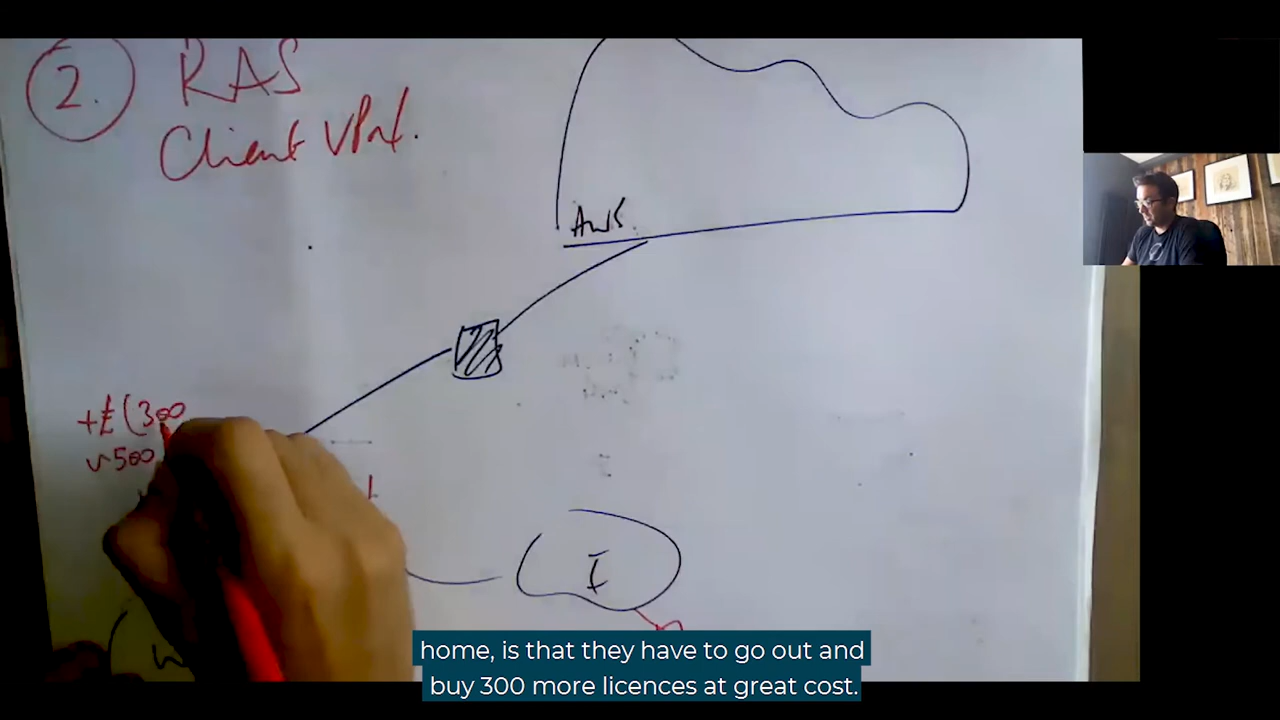 2. RAS
Client VPN.
AWS.
+£(300
~500
I
W
home, is that they have to go out and
buy 300 more licences at great cost.